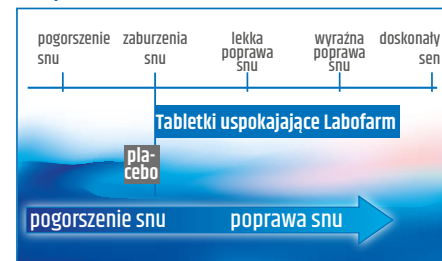 pogorszenie snu
zaburzenia snu
lekka poprawa snu
wyraźna poprawa snu
doskonały sen
Tabletki uspokajające Labofarm
pla-
cebo
pogorszenie snu
poprawa snu